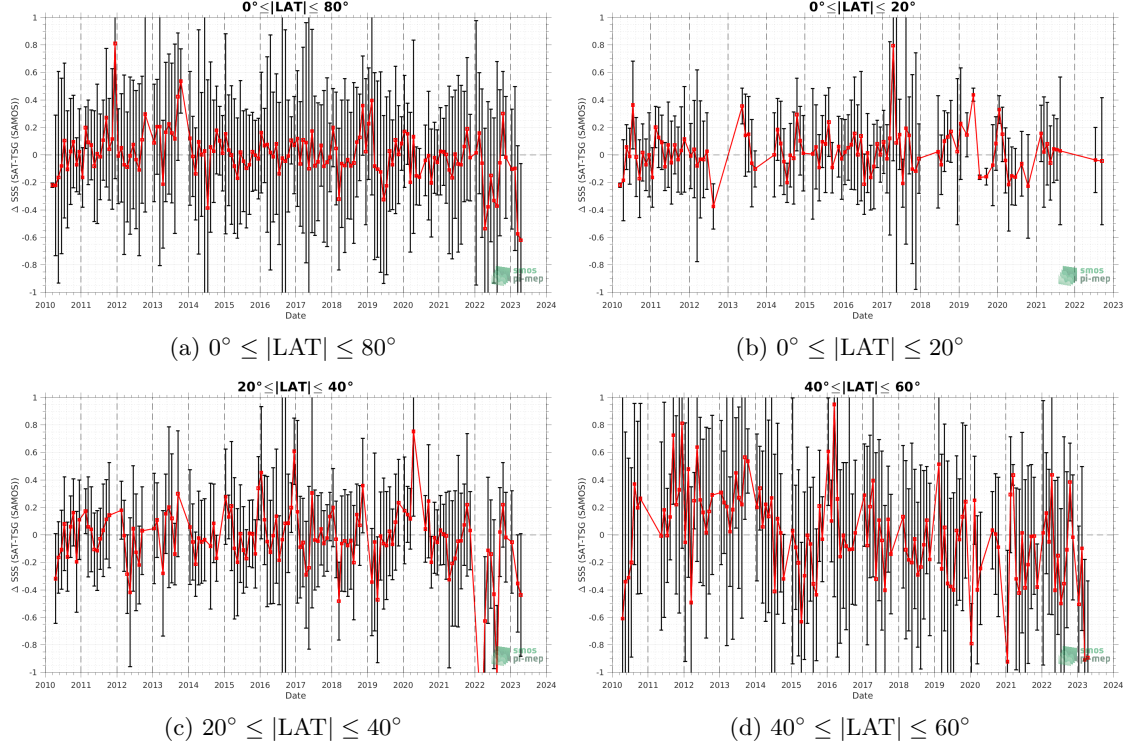 0°≤|LAT|≤ 80°
Δ SSS (SAT-TSG (SAMOS))
1
0.8
0.6
0.4
0.2
0
-0.2
-0.4
-0.6
-0.8
-1
2010 2011 2012 2013 2014 2015 2016 2017 2018 2019 2020 2021 2022 2023 2024
Date
smos
pi-mep
(a) 0° ≤ |LAT| ≤ 80°
0°≤|LAT|≤ 20°
Δ SSS (SAT-TSG (SAMOS))
1
0.8
0.6
0.4
0.2
0
-0.2
-0.4
-0.6
-0.8
-1
2010 2011 2012 2013 2014 2015 2016 2017 2018 2019 2020 2021 2022 2023
Date
smos
pi-mep
(b) 0° ≤ |LAT| ≤ 20°
20°≤|LAT|≤ 40°
Δ SSS (SAT-TSG (SAMOS))
1
0.8
0.6
0.4
0.2
0
-0.2
-0.4
-0.6
-0.8
-1
2010 2011 2012 2013 2014 2015 2016 2017 2018 2019 2020 2021 2022 2023 2024
Date
smos
pi-mep
(c) 20° ≤ |LAT| ≤ 40°
40°≤|LAT|≤ 60°
Δ SSS (SAT-TSG (SAMOS))
1
0.8
0.6
0.4
0.2
0
-0.2
-0.4
-0.6
-0.8
-1
2010 2011 2012 2013 2014 2015 2016 2017 2018 2019 2020 2021 2022 2023 2024
Date
smos
pi-mep
(d) 40° ≤ |LAT| ≤ 60°